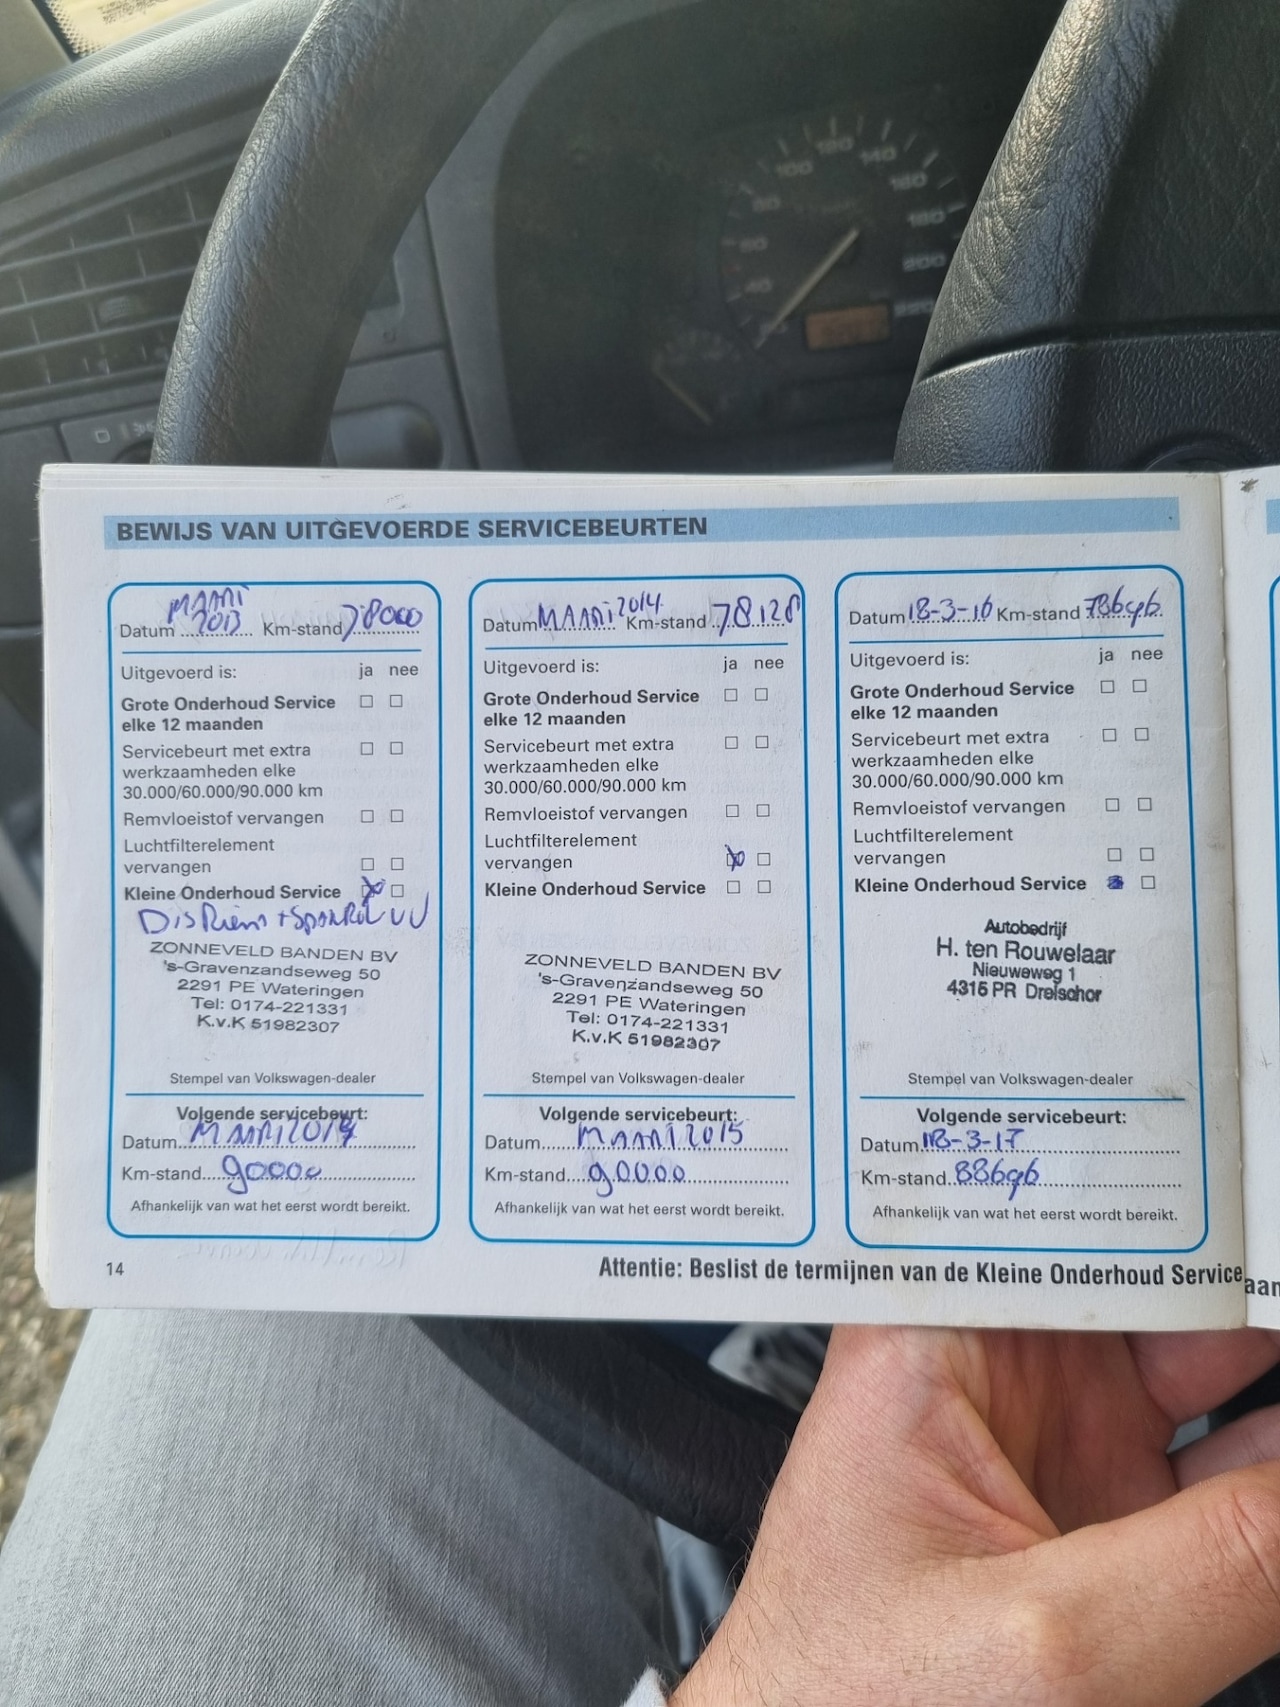 BEWIJS VAN UITGEVOERDE SERVICEBEURTEN
Datum MAART 2013 Km-stand 78000
Uitgevoerd is: ja nee
Grote Onderhoud Service
elke 12 maanden
Servicebeurt met extra
werkzaamheden elke
30.000/60.000/90.000 km
Remvloeistof vervangen
Luchtfilterelement
vervangen
Kleine Onderhoud Service
DisRiem + SPANROL
ZONNEVELD BANDEN BV
's-Gravenzandseweg 50
2291 PE Wateringen
Tel: 0174-221331
K.v.K 51982307
Stempel van Volkswagen-dealer
Volgende servicebeurt:
Datum MAART 2014
Km-stand 90000
Afhankelijk van wat het eerst wordt bereikt.
Datum MAART 2014 Km-stand 78128
Uitgevoerd is: ja nee
Grote Onderhoud Service
elke 12 maanden
Servicebeurt met extra
werkzaamheden elke
30.000/60.000/90.000 km
Remvloeistof vervangen
Luchtfilterelement
vervangen
Kleine Onderhoud Service
ZONNEVELD BANDEN BV
's-Gravenzandseweg 50
2291 PE Wateringen
Tel: 0174-221331
K.v.K 51982307
Stempel van Volkswagen-dealer
Volgende servicebeurt:
Datum MAART 2015
Km-stand 90000
Afhankelijk van wat het eerst wordt bereikt.
Datum 18-3-16 Km-stand 78696
Uitgevoerd is: ja nee
Grote Onderhoud Service
elke 12 maanden
Servicebeurt met extra
werkzaamheden elke
30.000/60.000/90.000 km
Remvloeistof vervangen
Luchtfilterelement
vervangen
Kleine Onderhoud Service
Autobedrijf
H. ten Rouwelaar
Nieuweweg 1
4315 PR Dreischor
Stempel van Volkswagen-dealer
Volgende servicebeurt:
Datum 18-3-17
Km-stand 88696
Afhankelijk van wat het eerst wordt bereikt.
14
Attentie: Beslist de termijnen van de Kleine Onderhoud Service aan